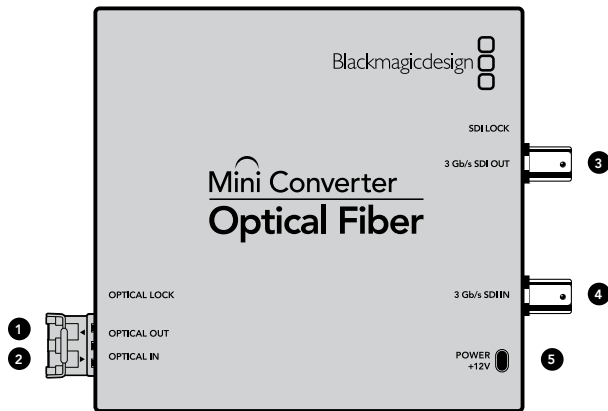 Blackmagicdesign
SDI LOCK
3 Gb/s SDI OUT
3
Mini Converter
Optical Fiber
OPTICAL LOCK
3 Gb/s SDI IN
4
1
OPTICAL OUT
2
OPTICAL IN
POWER
+12V
5